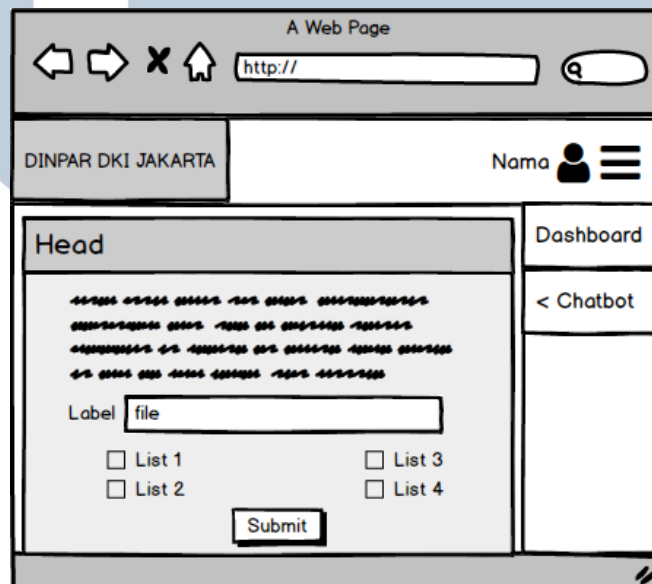 A Web Page
http://
DINPAR DKI JAKARTA
Nama
Head
Dashboard
< Chatbot
Label
file
List 1
List 3
List 2
List 4
Submit